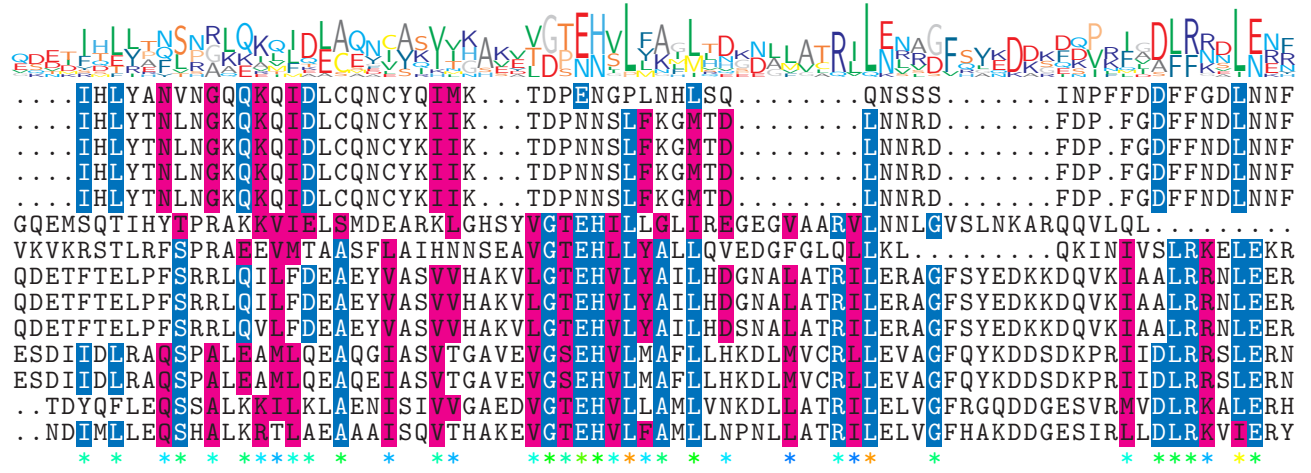 ....IHLYANVNGQQKQIDLCQNCYQIMK...TDPENGPLNHLSQ........QNSSS.......INPFFDDFFGDLNNF
....IHLYTNLNGKQKQIDLCQNCYKIIK...TDPNNSLFKGMTD........LNNRD.......FDP.FGDFFNDLNNF
....IHLYTNLNGKQKQIDLCQNCYKIIK...TDPNNSLFKGMTD........LNNRD.......FDP.FGDFFNDLNNF
....IHLYTNLNGKQKQIDLCQNCYKIIK...TDPNNSLFKGMTD........LNNRD.......FDP.FGDFFNDLNNF
....IHLYTNLNGKQKQIDLCQNCYKIIK...TDPNNSLFKGMTD........LNNRD.......FDP.FGDFFNDLNNF
GQEMSQTIHYTPRAKKVIELSMDEARKLGHSYVGTEHILLGLIREGEGVAARVLNNLGVSLNKARQQVLQL.........
VKVKRSTLRFSPRAEEVMTAASFLAIHNNSEAVGTEHLLYALLQVEDGFGLQLLKL.........QKINIVSLRKELEKR
QDETFTELPFSRRLQILFDEAEYVASVVHAKVLGTEHVLYAILHDGNALATRILERAGFSYEDKKDQVKIAALRRNLEER
QDETFTELPFSRRLQILFDEAEYVASVVHAKVLGTEHVLYAILHDGNALATRILERAGFSYEDKKDQVKIAALRRNLEER
QDETFTELPFSRRLQVLFDEAEYVASVVHAKVLGTEHVLYAILHDSNALATRILERAGFSYEDKKDQVKIAALRRNLEER
ESDIIDLRAQSPALEAMLQEAQGIASVTGAVEVGSEHVLMAFLLHKDLMVCRLLEVAGFQYKDDSDKPRIIDLRRSLERN
ESDIIDLRAQSPALEAMLQEAQEIASVTGAVEVGSEHVLMAFLLHKDLMVCRLLEVAGFQYKDDSDKPRIIDLRRSLERN
..TDYQFLEQSSALKKILKLAENISIVVGAEDVGTEHVLLAMLVNKDLLATRILELVGFRGQDDGESVRMVDLRKALERH
..NDIMLLEQSHALKRTLAEAAAISQVTHAKEVGTEHVLFAMLLNPNLLATRILELVGFHAKDDGESIRLLDLRKVIERY